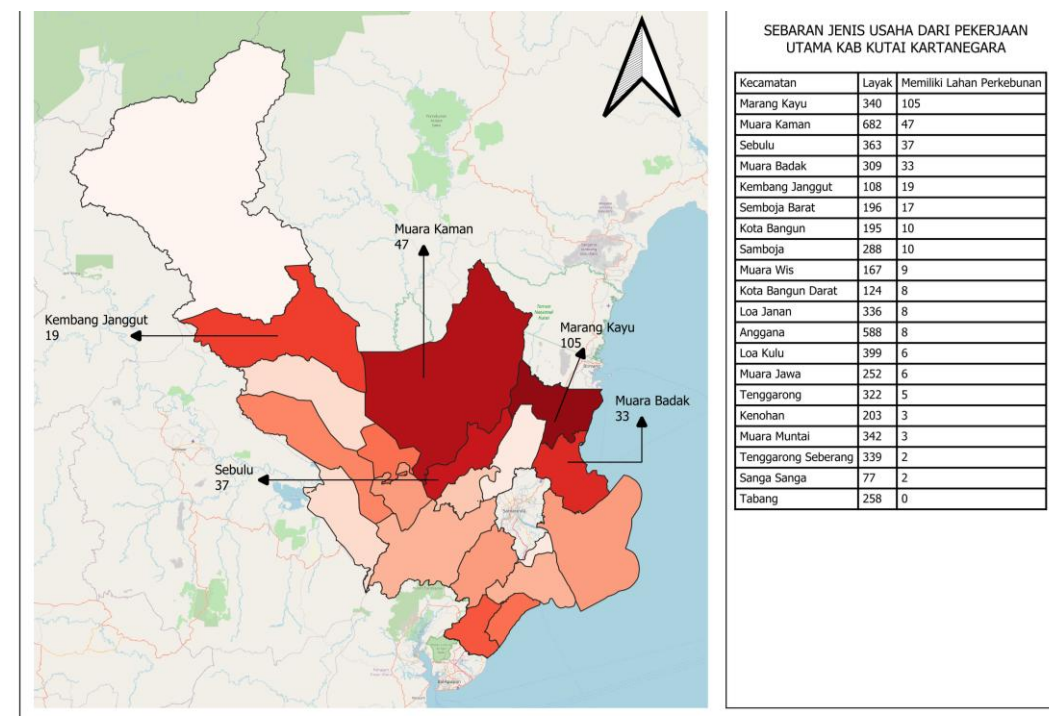 SEBARAN JENIS USAHA DARI PEKERJAAN
UTAMA KAB KUTAI KARTANEGARA
Kecamatan Layak Memiliki Lahan Perkebunan
Marang Kayu 340 105
Muara Kaman 682 47
Sebulu 363 37
Muara Badak 309 33
Kembang Janggut 108 19
Semboja Barat 196 17
Kota Bangun 195 10
Samboja 288 10
Muara Wis 167 9
Kota Bangun Darat 124 8
Loa Janan 336 8
Anggana 588 8
Loa Kulu 399 6
Muara Jawa 252 6
Tenggarong 322 5
Kenohan 203 3
Muara Muntai 342 3
Tenggarong Seberang 339 2
Sanga Sanga 77 2
Tabang 258 0
Muara Kaman
47
Kembang Janggut
19
Marang Kayu
105
Muara Badak
33
Sebulu
37